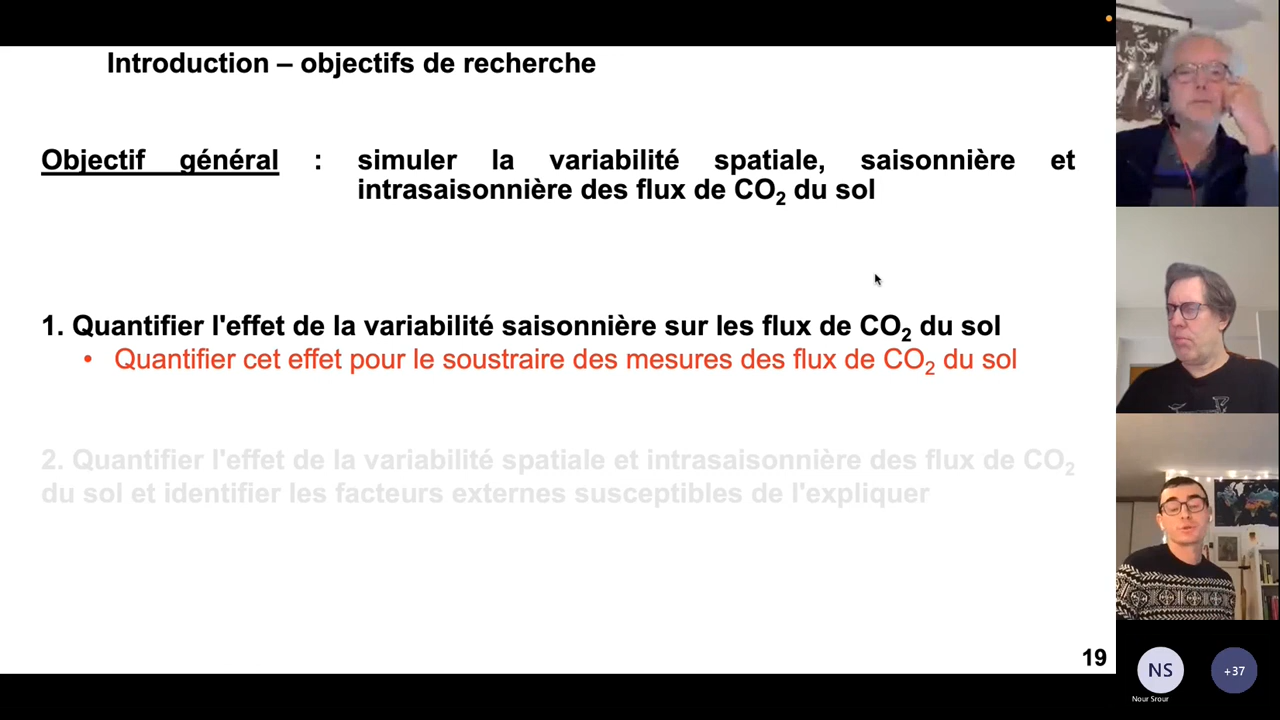 Introduction – objectifs de recherche
Objectif général : simuler la variabilité spatiale, saisonnière et
intrasaisonnière des flux de CO₂ du sol
1. Quantifier l'effet de la variabilité saisonnière sur les flux de CO₂ du sol
• Quantifier cet effet pour le soustraire des mesures des flux de CO₂ du sol
2. Quantifier l'effet de la variabilité spatiale et intrasaisonnière des flux de CO₂
du sol et identifier les facteurs externes susceptibles de l'expliquer
19
NS
+37
Nour Srour